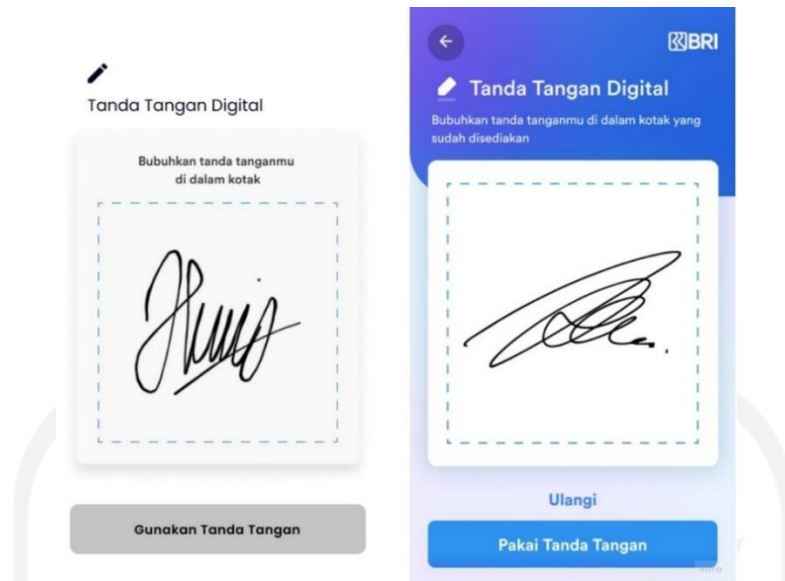 Tanda Tangan Digital
Bubuhkan tanda tanganmu
di dalam kotak
Gunakan Tanda Tangan
BRI
Tanda Tangan Digital
Bubuhkan tanda tanganmu di dalam kotak yang
sudah disediakan
Ulangi
Pakai Tanda Tangan